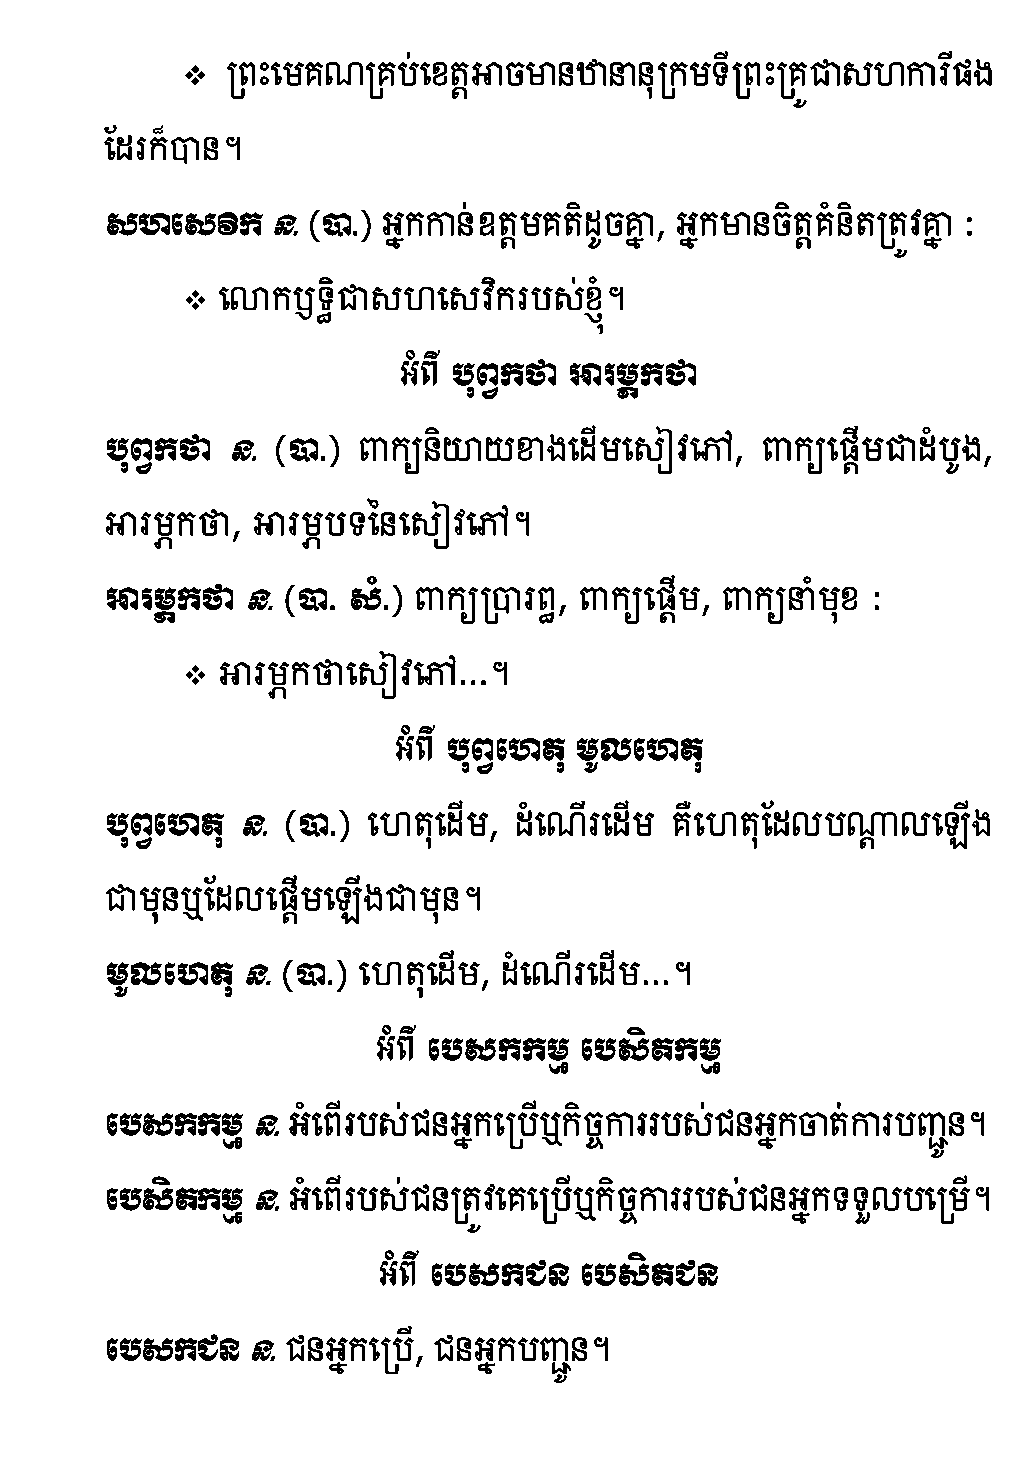 ❖ ព្រះមេគណគ្រប់ខេត្តអាចមានឋានានុក្រមទីព្រះគ្រូជាសហការីផង
ដែរក៏បាន។
សហសេវិក ន. (បា.) អ្នកកាន់ឧត្តមគតិដូចគ្នា, អ្នកមានចិត្តគំនិតត្រូវគ្នា :
❖ លោកឫទ្ធិជាសហសេវិករបស់ខ្ញុំ។
អំពី បុព្វកថា អារម្ភកថា
បុព្វកថា ន. (បា.) ពាក្យនិយាយខាងដើមសៀវភៅ, ពាក្យផ្ដើមជាដំបូង,
អារម្ភកថា, អារម្ភបទនៃសៀវភៅ។
អារម្ភកថា ន. (បា. សំ.) ពាក្យប្រារព្ធ, ពាក្យផ្ដើម, ពាក្យនាំមុខ :
❖ អារម្ភកថាសៀវភៅ...។
អំពី បុព្វហេតុ មូលហេតុ
បុព្វហេតុ ន. (បា.) ហេតុដើម, ដំណើរដើម គឺហេតុដែលបណ្ដាលឡើង
ជាមុនឬដែលផ្ដើមឡើងជាមុន។
មូលហេតុ ន. (បា.) ហេតុដើម, ដំណើរដើម...។
អំពី បេសកកម្ម បេសិតកម្ម
បេសកកម្ម ន. អំពើរបស់ជនអ្នកប្រើឬកិច្ចការរបស់ជនអ្នកចាត់ការបញ្ជូន។
បេសិតកម្ម ន. អំពើរបស់ជនត្រូវគេប្រើឬកិច្ចការរបស់ជនអ្នកទទួលបម្រើ។
អំពី បេសកជន បេសិតជន
បេសកជន ន. ជនអ្នកប្រើ, ជនអ្នកបញ្ជូន។